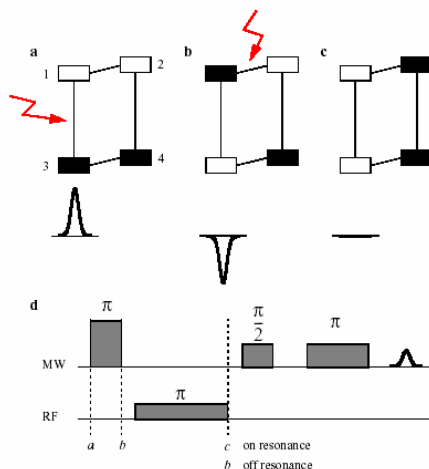 a b c
1 2
3 4
d
π π/2 π
MW
π
RF
a b c on resonance
b off resonance